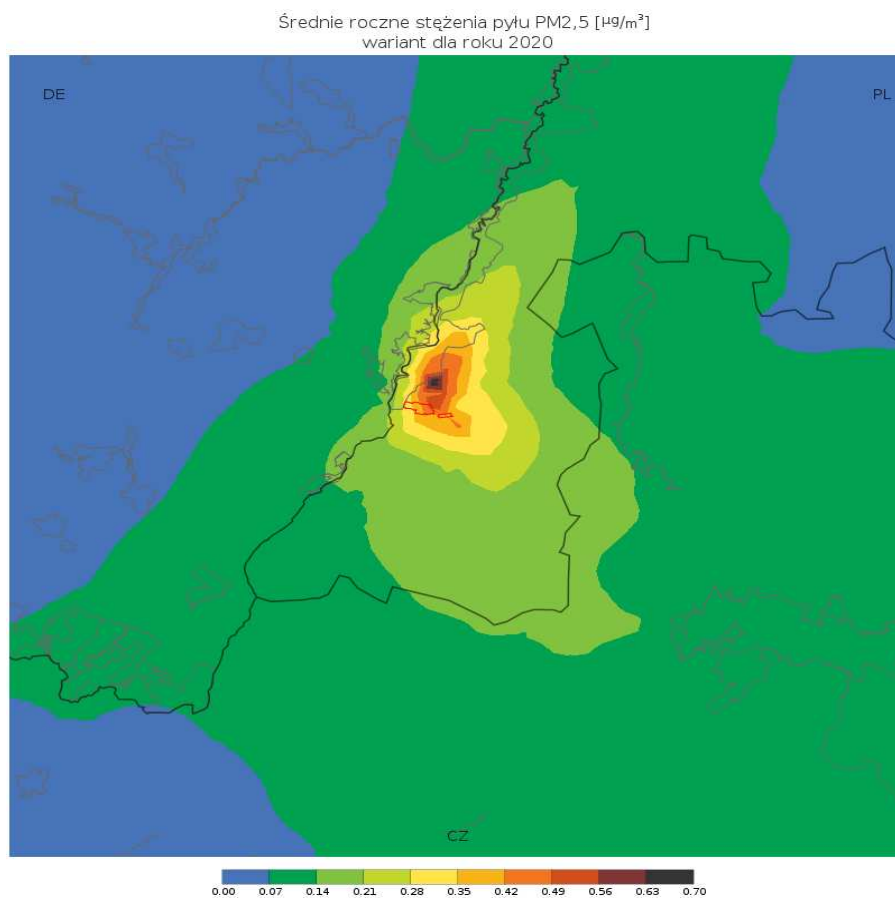 Średnie roczne stężenia pyłu PM2,5 [µg/m³]
wariant dla roku 2020
DE
PL
CZ
0.00 0.07 0.14 0.21 0.28 0.35 0.42 0.49 0.56 0.63 0.70